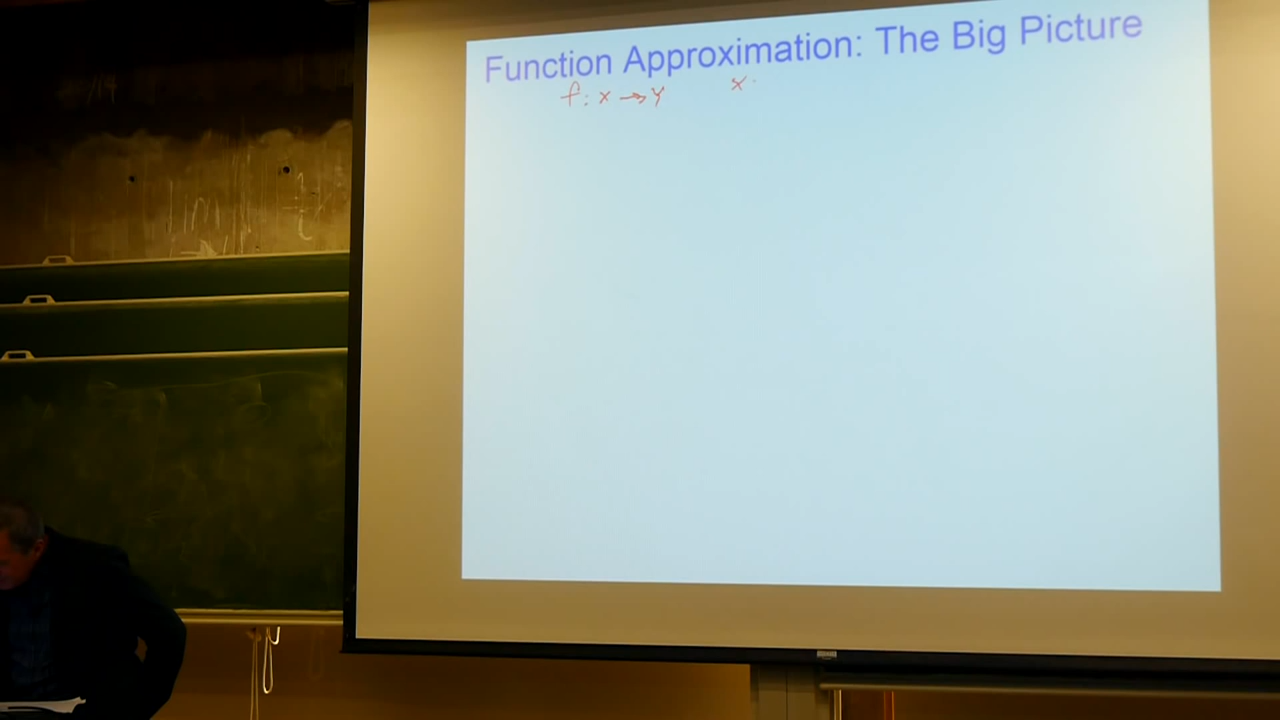 Function Approximation: The Big Picture
f: x → Y x